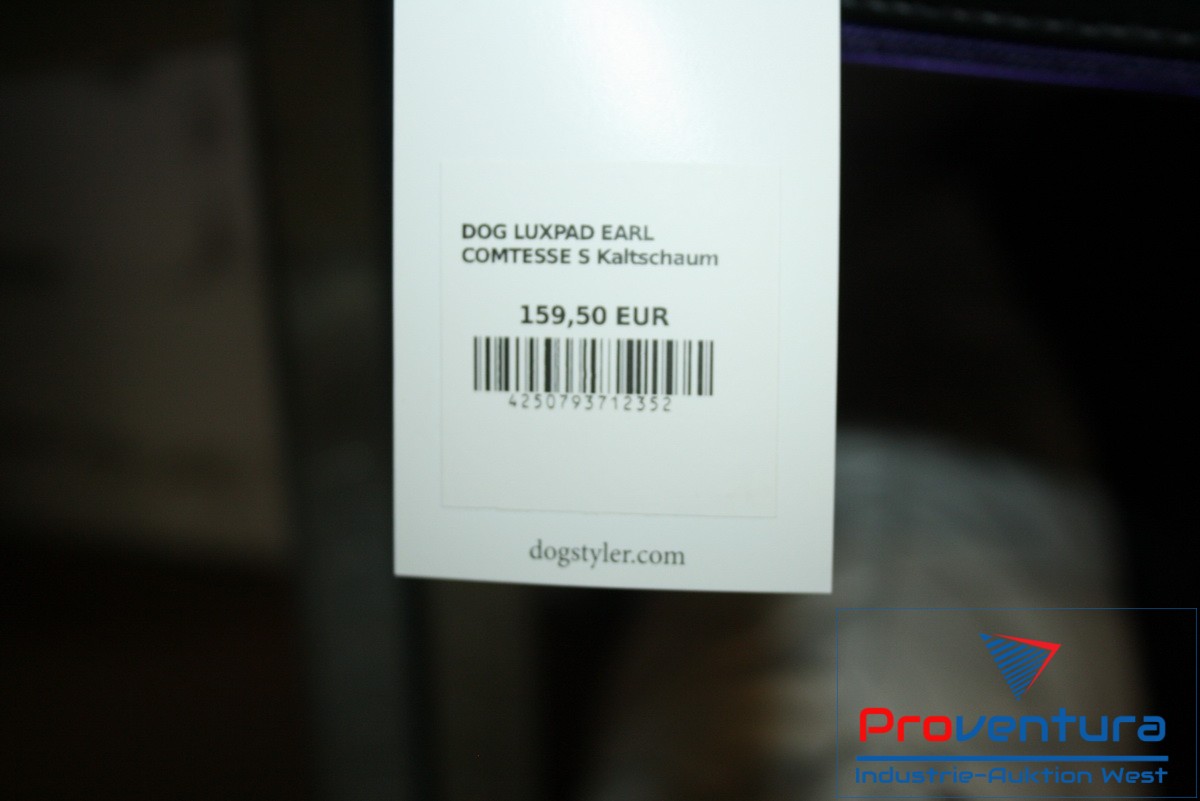 DOG LUXPAD EARL
COMTESSE S Kaltschaum
159,50 EUR
4250793712352
dogstyler.com
Proventura
Industrie-Auktion West